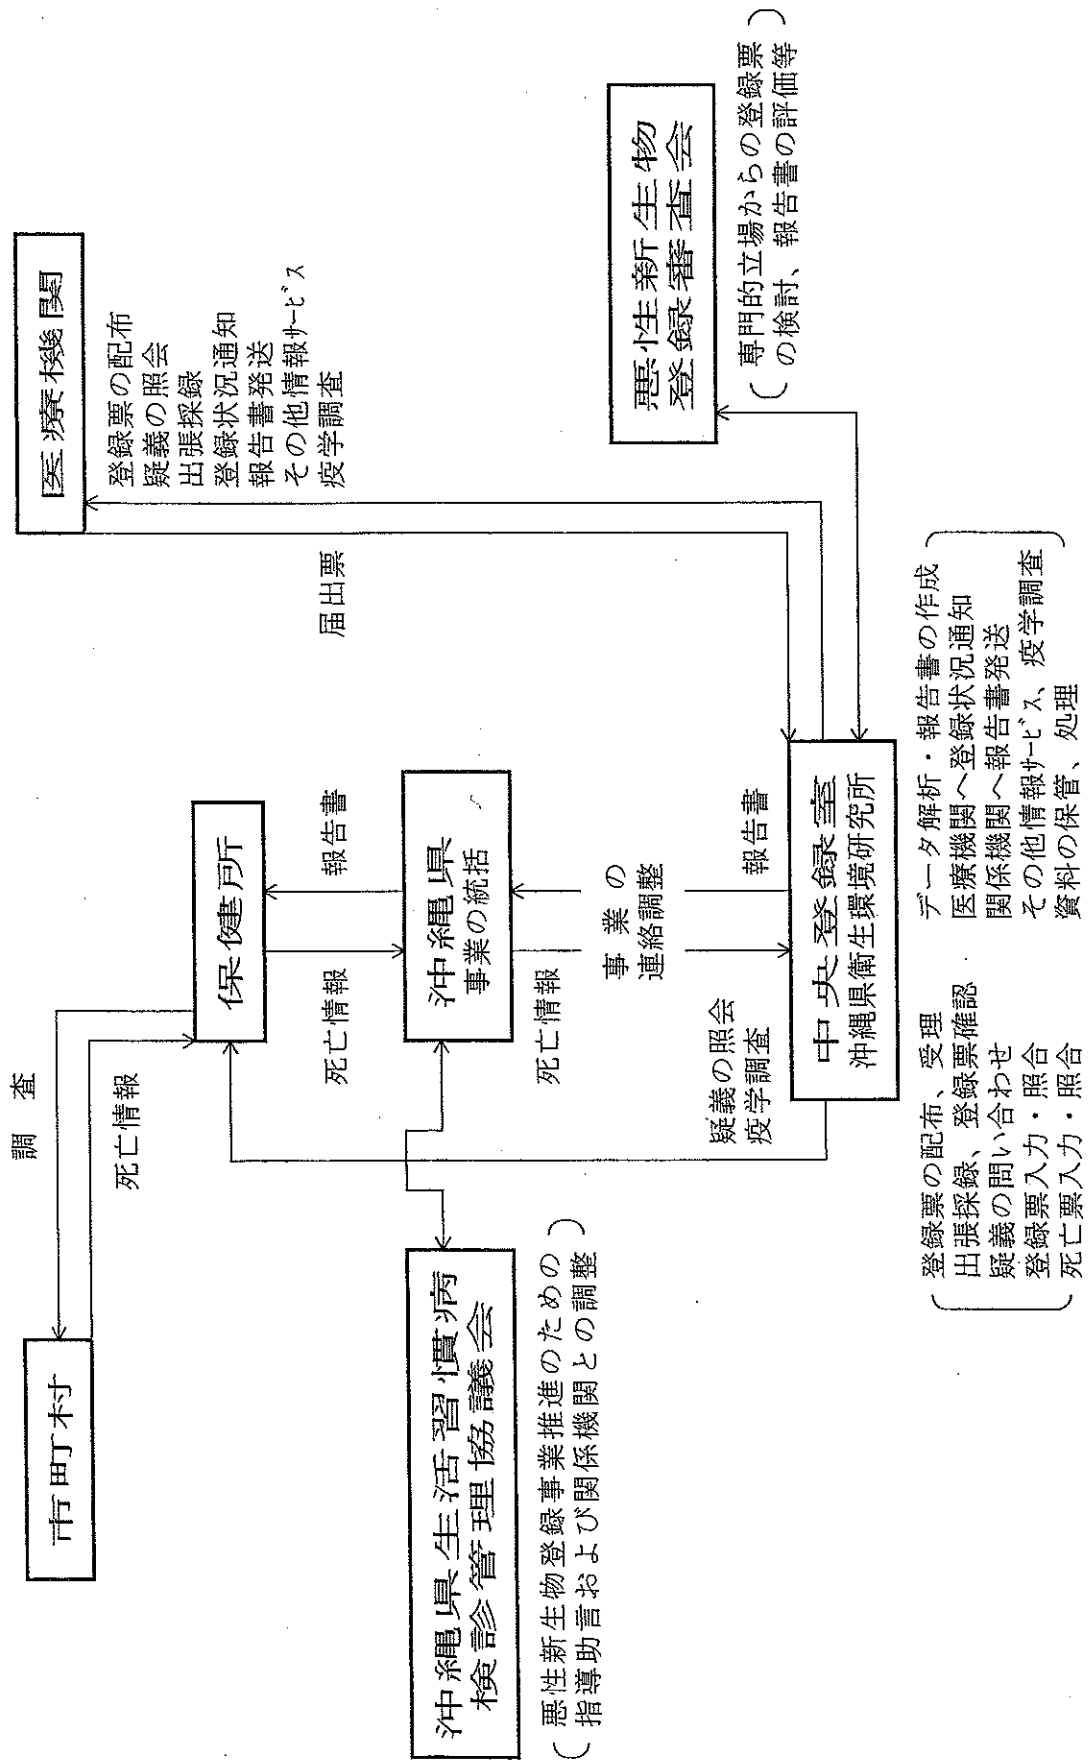 市町村
調査
死亡情報
保健所
医療機関
登録票の配布
疑義の照会
出張採録
登録状況通知
報告書発送
その他情報サービス
疫学調査
届出票
死亡情報
報告書
沖縄県生活習慣病
検診管理協議会
(悪性新生物登録事業推進のための
指導助言および関係機関との調整)
沖縄県
事業の統括
死亡情報
事業の
連絡調整
報告書
疑義の照会
疫学調査
中央登録室
沖縄県衛生環境研究所
悪性新生物
登録審査会
(専門的立場からの登録票
の検討、報告書の評価等)
登録票の配布、受理
出張採録、登録票確認
疑義の問い合わせ
登録票入力・照合
死亡票入力・照合
データ解析・報告書の作成
医療機関へ登録状況通知
関係機関へ報告書発送
その他情報サービス、疫学調査
資料の保管、処理